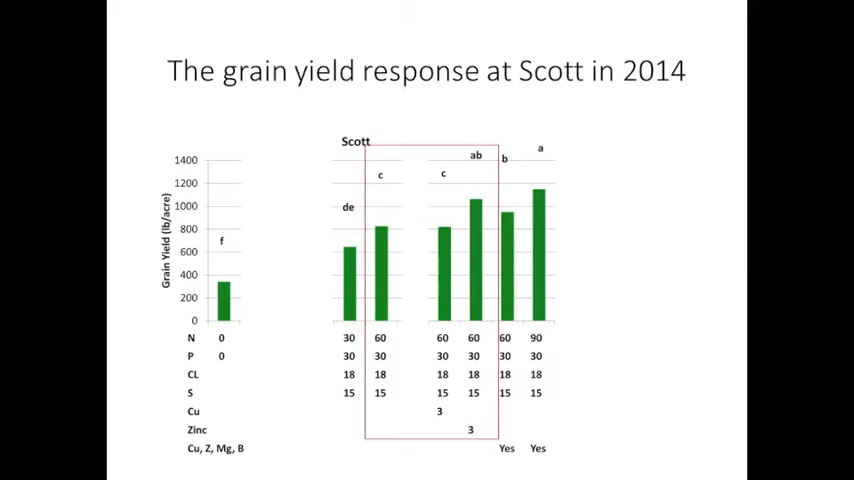 The grain yield response at Scott in 2014
Scott
Grain Yield (lb/acre)
1400
1200
1000
800
600
400
200
0
f
de
c
c
ab
b
a
N 0 30 60 60 60 60 90
P 0 30 30 30 30 30 30
CL 18 18 18 18 18 18
S 15 15 15 15 15 15
Cu 3
Zinc 3
Cu, Z, Mg, B Yes Yes